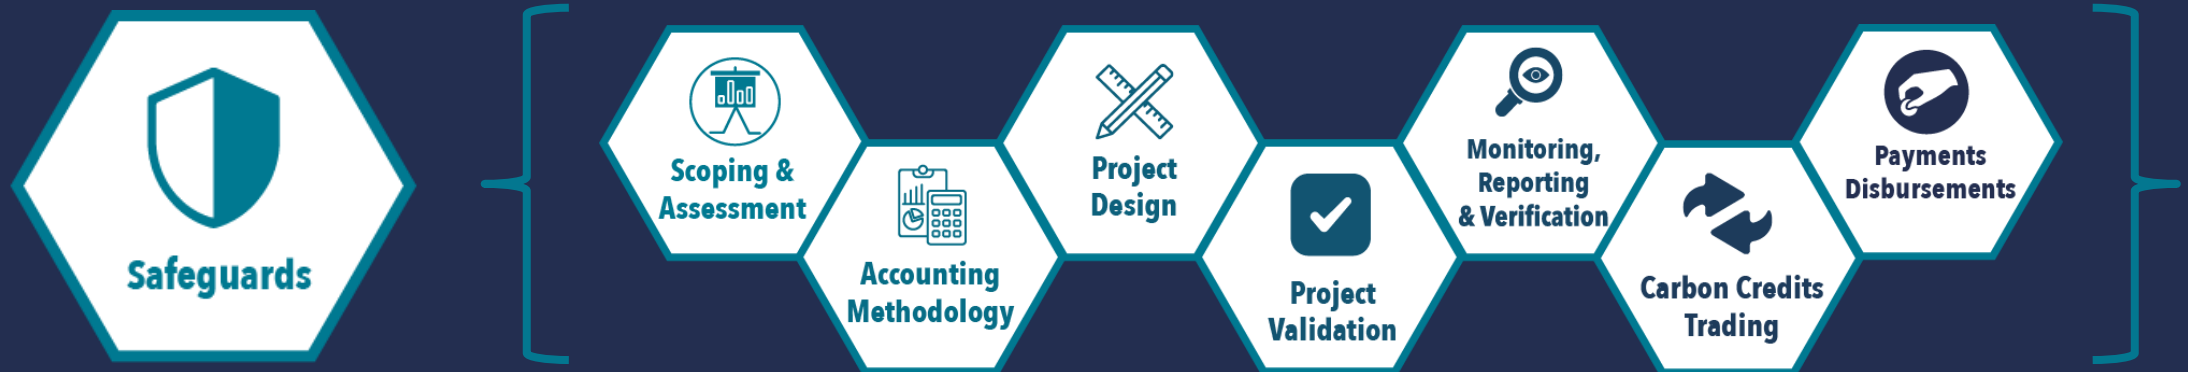 Safeguards
Scoping &
Assessment
Accounting
Methodology
Project
Design
Project
Validation
Monitoring,
Reporting
& Verification
Carbon Credits
Trading
Payments
Disbursements